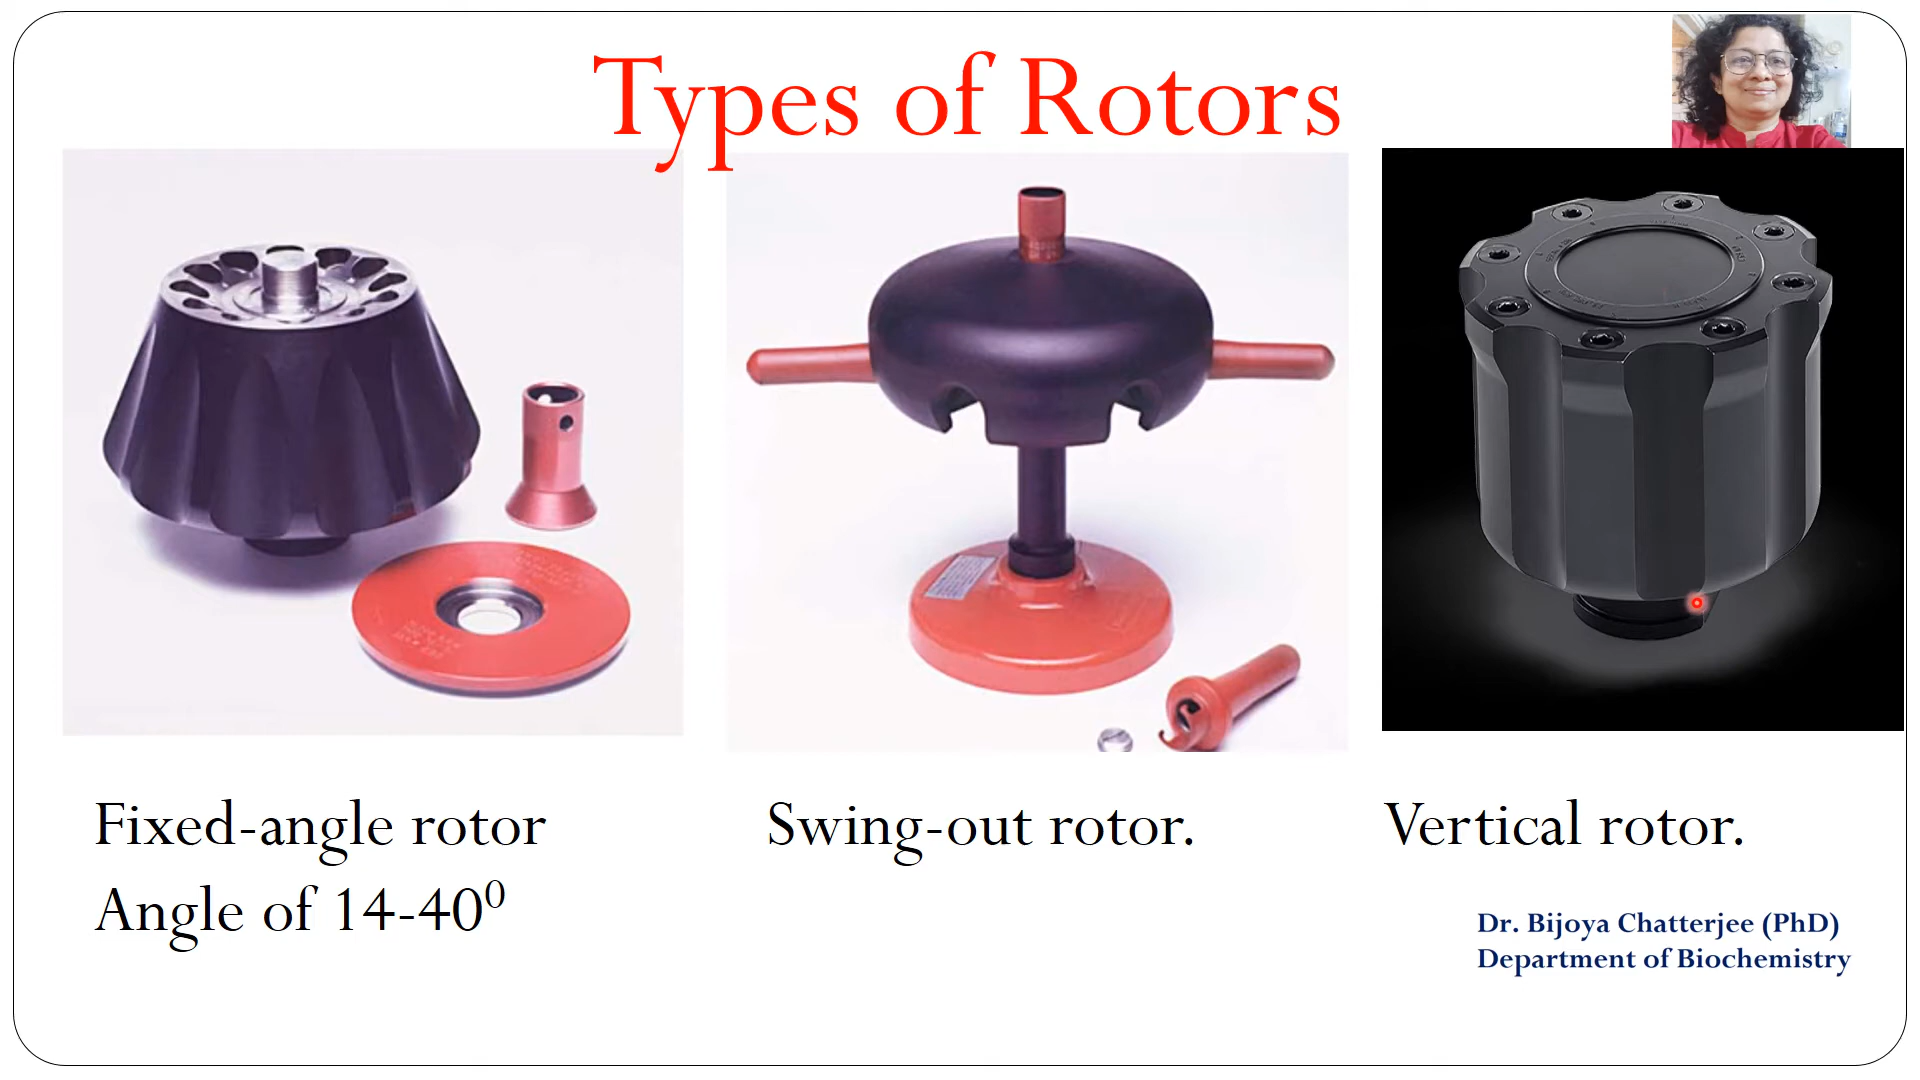 Types of Rotors
Fixed-angle rotor
Angle of 14-40⁰
Swing-out rotor.
Vertical rotor.
Dr. Bijoya Chatterjee (PhD)
Department of Biochemistry